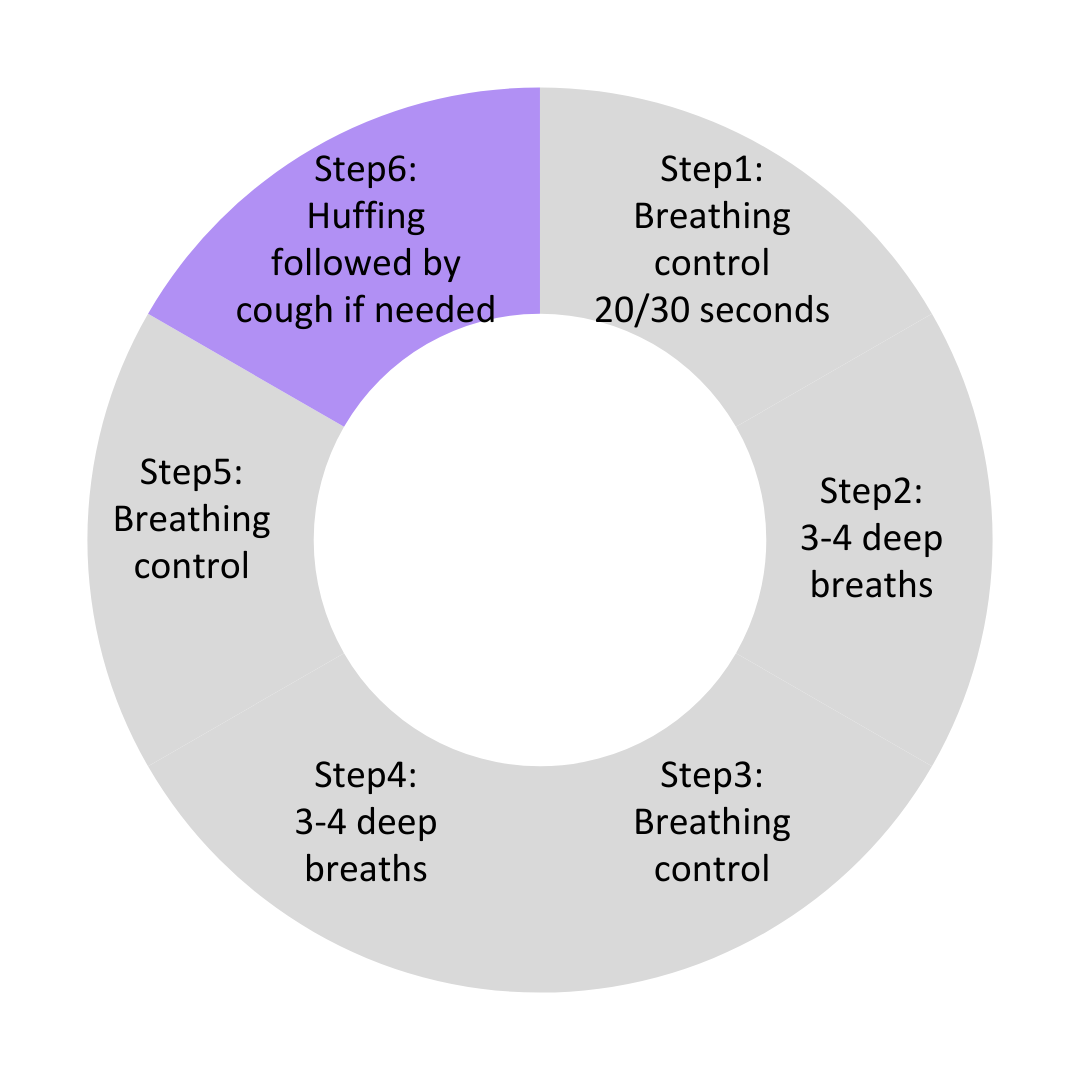 Step1:
Breathing
control
20/30 seconds
Step2:
3-4 deep
breaths
Step3:
Breathing
control
Step4:
3-4 deep
breaths
Step5:
Breathing
control
Step6:
Huffing
followed by
cough if needed